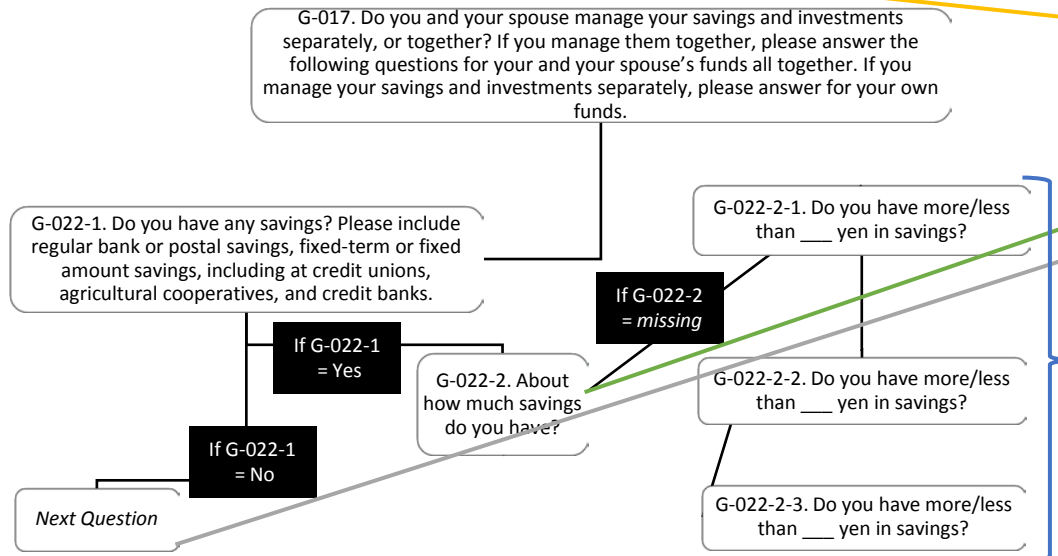 G-017. Do you and your spouse manage your savings and investments
separately, or together? If you manage them together, please answer the
following questions for your and your spouse’s funds all together. If you
manage your savings and investments separately, please answer for your own
funds.
G-022-1. Do you have any savings? Please include
regular bank or postal savings, fixed-term or fixed
amount savings, including at credit unions,
agricultural cooperatives, and credit banks.
G-022-2-1. Do you have more/less
than ___ yen in savings?
If G-022-2
= missing
If G-022-1
= Yes
G-022-2. About
how much savings
do you have?
G-022-2-2. Do you have more/less
than ___ yen in savings?
If G-022-1
= No
Next Question
G-022-2-3. Do you have more/less
than ___ yen in savings?